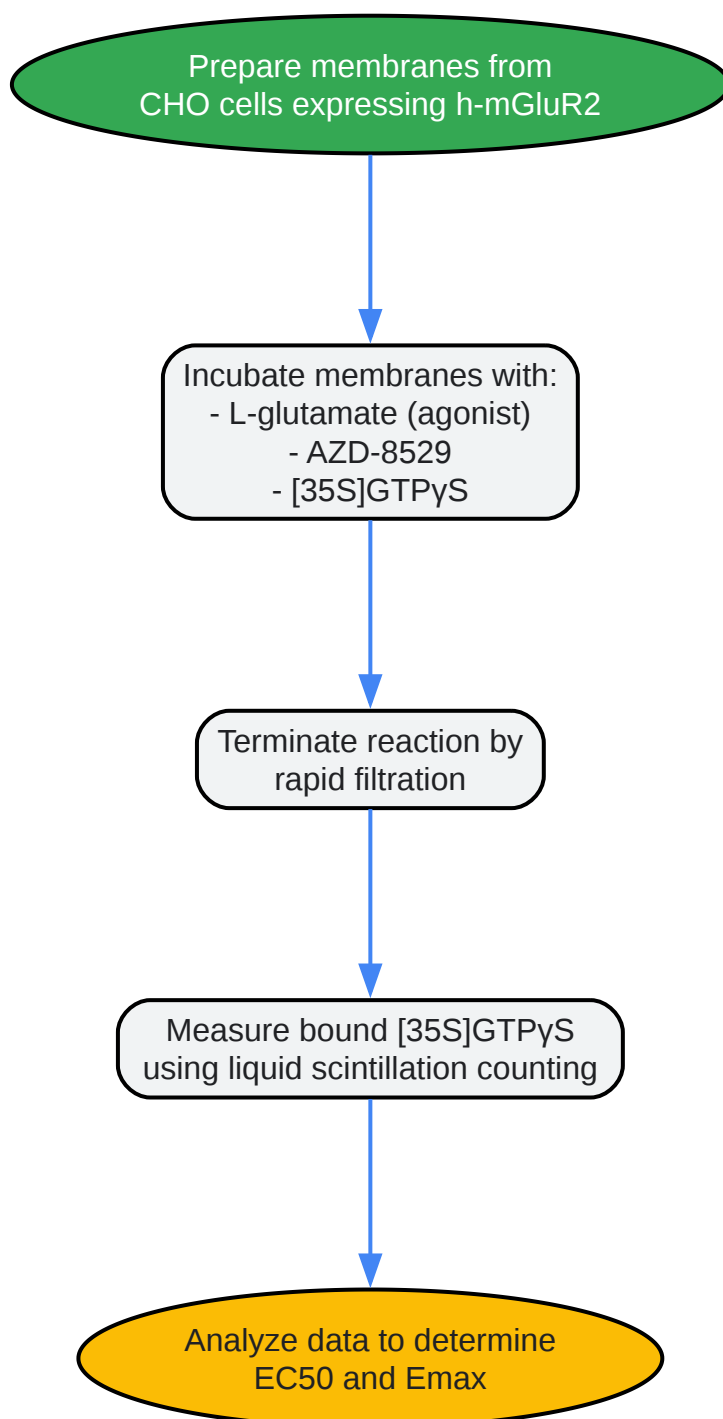 Prepare membranes from
CHO cells expressing h-mGluR2
Incubate membranes with:
- L-glutamate (agonist)
- AZD-8529
- [35S]GTPγS
Terminate reaction by
rapid filtration
Measure bound [35S]GTPγS
using liquid scintillation counting
Analyze data to determine
EC50 and Emax